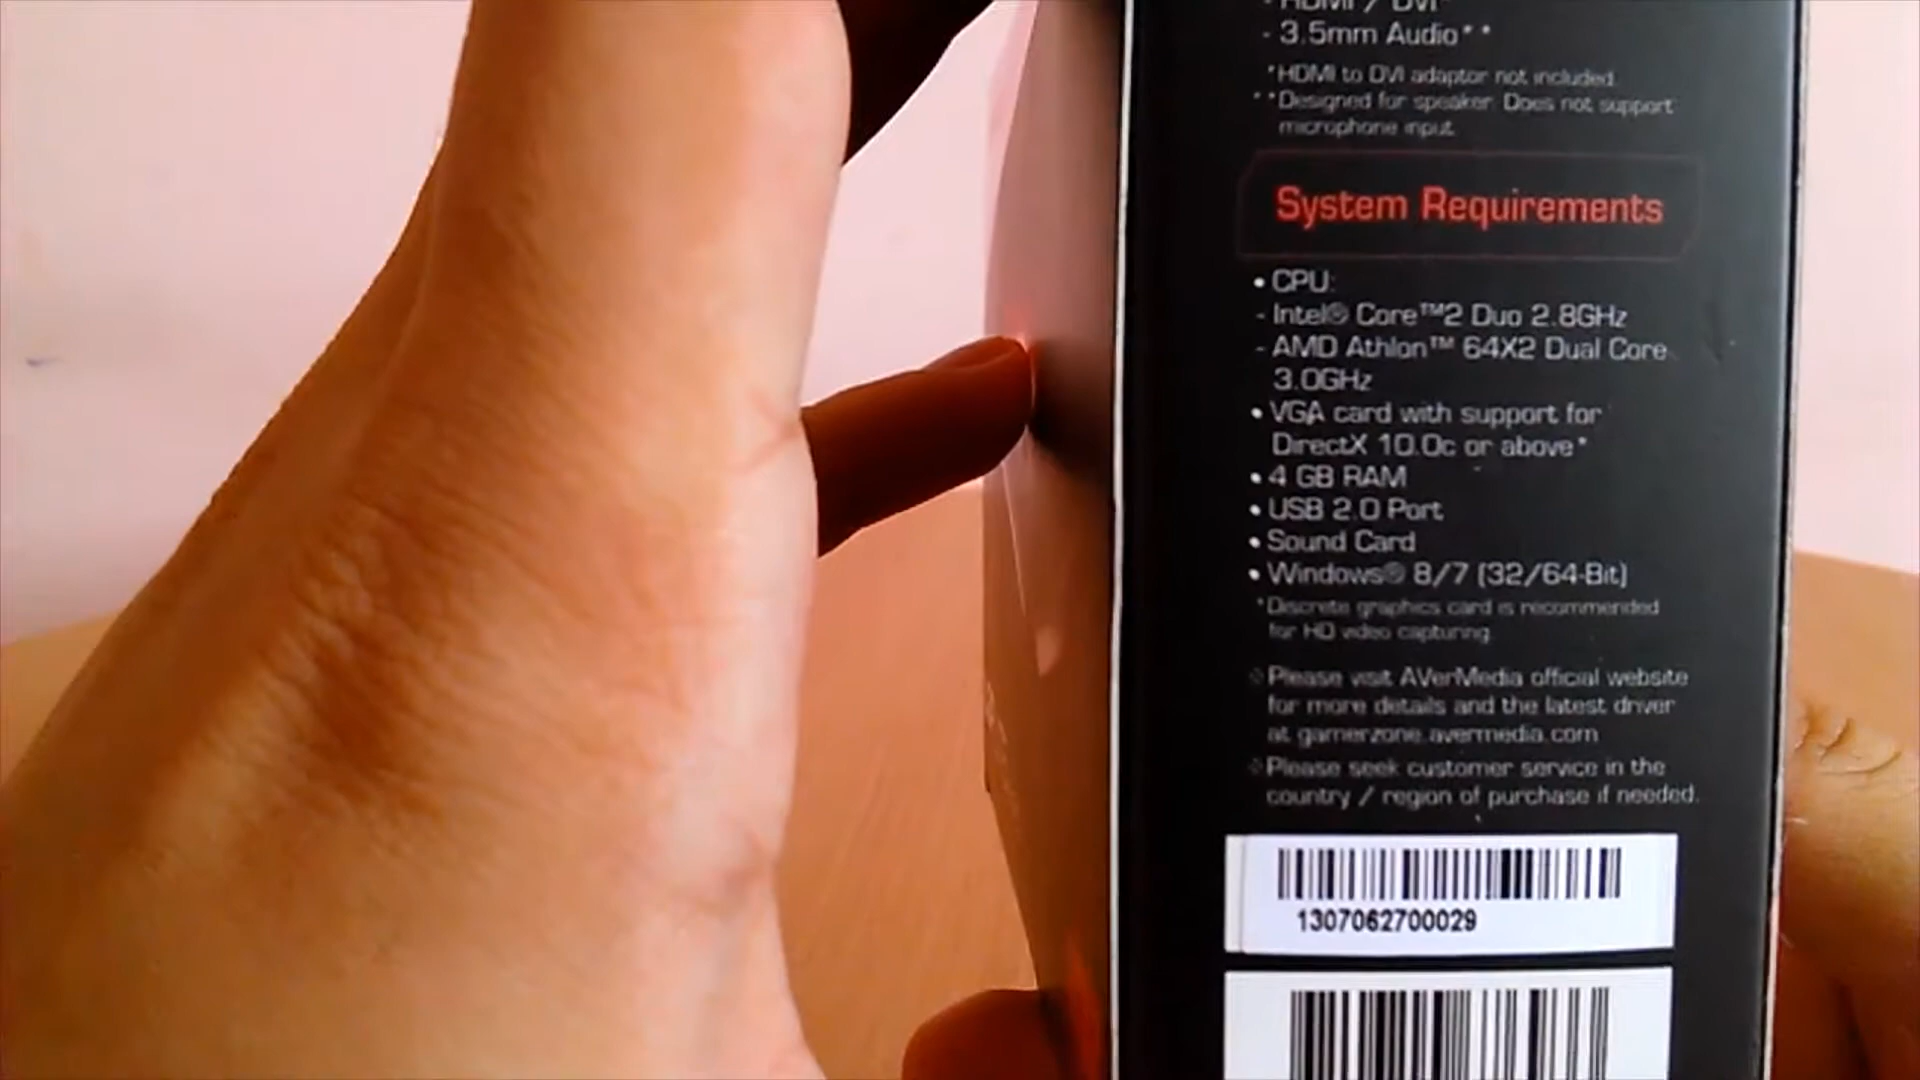 - HDMI / DVI*
- 3.5mm Audio**
*HDMI to DVI adaptor not included.
**Designed for speaker. Does not support
microphone input.
System Requirements
• CPU:
- Intel® Core™2 Duo 2.8GHz
- AMD Athlon™ 64X2 Dual Core
3.0GHz
• VGA card with support for
DirectX 10.0c or above*
• 4 GB RAM
• USB 2.0 Port
• Sound Card
• Windows® 8/7 (32/64-Bit)
*Discrete graphics card is recommended
for HD video capturing.
Please visit AVerMedia official website
for more details and the latest driver
at gamerzone.avermedia.com
Please seek customer service in the
country / region of purchase if needed.
1307062700029